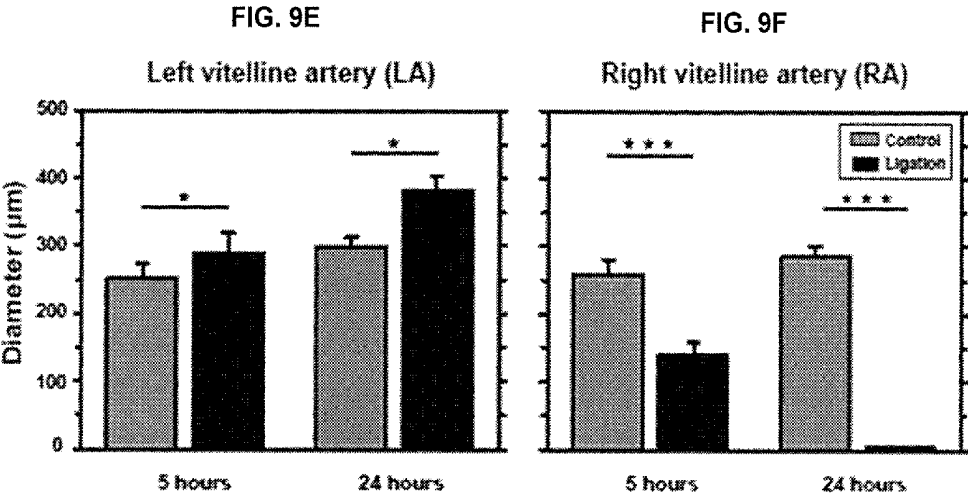 FIG. 9E
Left vitelline artery (LA)
Diameter (µm)
500
400
300
200
100
0
*
*
5 hours
24 hours
FIG. 9F
Right vitelline artery (RA)
Control
Ligation
* * *
* * *
5 hours
24 hours